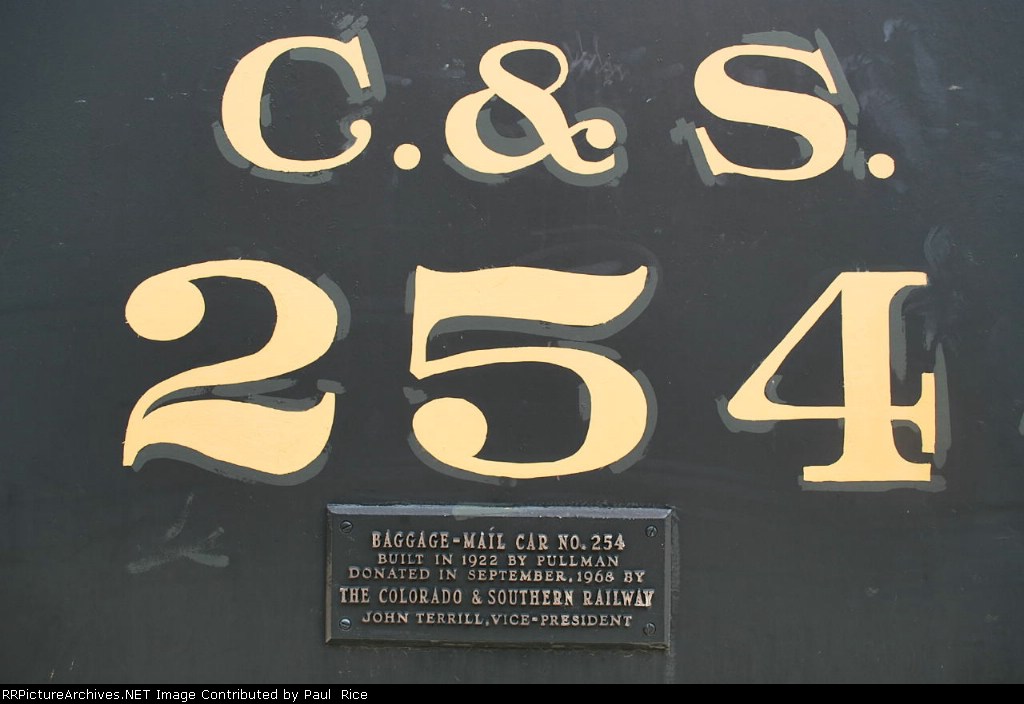 C. & S.
254
BAGGAGE-MAIL CAR NO. 254
BUILT IN 1922 BY PULLMAN
DONATED IN SEPTEMBER, 1968 BY
THE COLORADO & SOUTHERN RAILWAY
JOHN TERRILL, VICE-PRESIDENT
RRPictureArchives.NET Image Contributed by Paul Rice